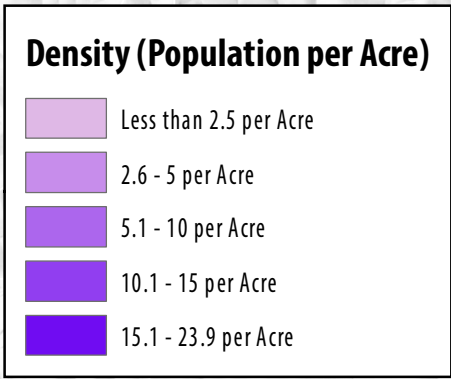 Density (Population per Acre)
Less than 2.5 per Acre
2.6 - 5 per Acre
5.1 - 10 per Acre
10.1 - 15 per Acre
15.1 - 23.9 per Acre